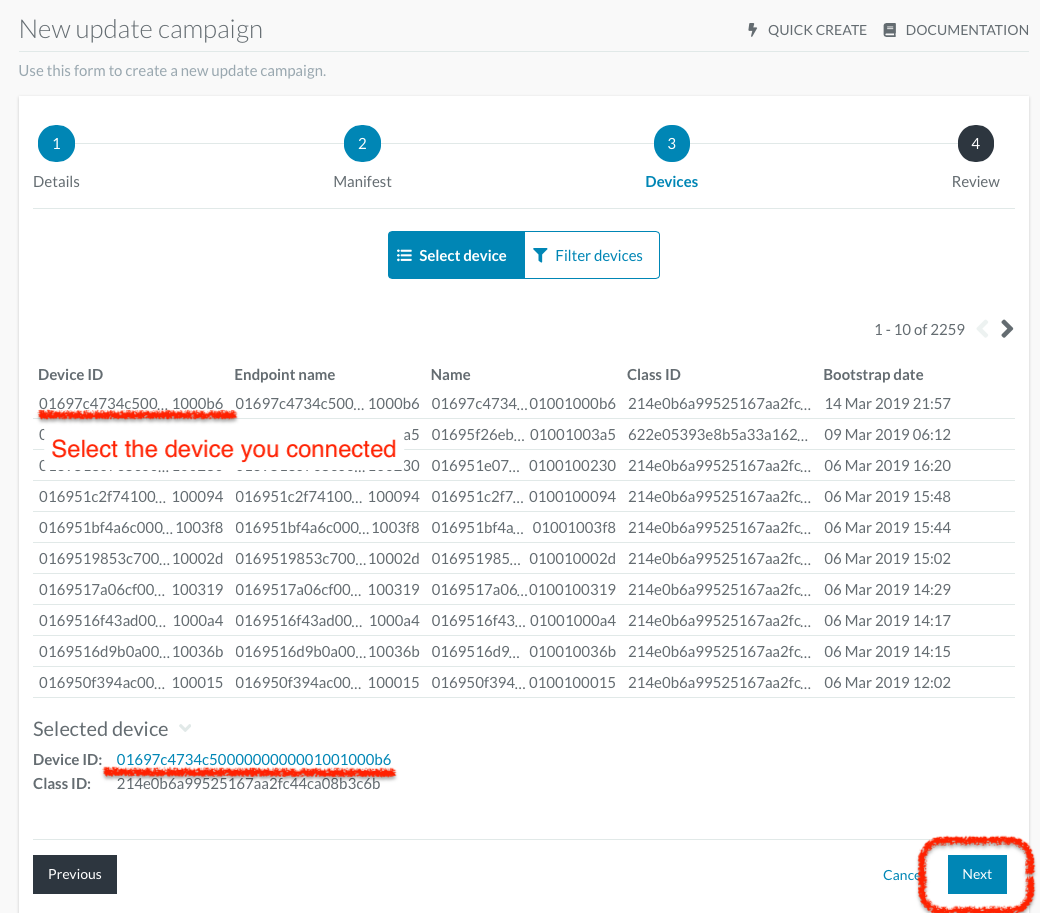 New update campaign
QUICK CREATE DOCUMENTATION
Use this form to create a new update campaign.
1 2 3 4
Details Manifest Devices Review
Select device Filter devices
1 - 10 of 2259
Device ID Endpoint name Name Class ID Bootstrap date
01697c4734c500... 1000b6 01697c4734c500... 1000b6 01697c4734... 01001000b6 214e0b6a99525167aa2fc... 14 Mar 2019 21:57
a5 01695f26eb... 01001003a5 622e05393e8b5a33a162... 09 Mar 2019 06:12
Select the device you connected
230 016951e07... 0100100230 214e0b6a99525167aa2fc... 06 Mar 2019 16:20
016951c2f74100... 100094 016951c2f74100... 100094 016951c2f7... 0100100094 214e0b6a99525167aa2fc... 06 Mar 2019 15:48
016951bf4a6c000... 1003f8 016951bf4a6c000... 1003f8 016951bf4a... 01001003f8 214e0b6a99525167aa2fc... 06 Mar 2019 15:44
0169519853c700... 10002d 0169519853c700... 10002d 016951985... 010010002d 214e0b6a99525167aa2fc... 06 Mar 2019 15:02
0169517a06cf00... 100319 0169517a06cf00... 100319 0169517a06... 0100100319 214e0b6a99525167aa2fc... 06 Mar 2019 14:29
0169516f43ad00... 1000a4 0169516f43ad00... 1000a4 0169516f43... 01001000a4 214e0b6a99525167aa2fc... 06 Mar 2019 14:17
0169516d9b0a00... 10036b 0169516d9b0a00... 10036b 0169516d9... 010010036b 214e0b6a99525167aa2fc... 06 Mar 2019 14:15
016950f394ac00... 100015 016950f394ac00... 100015 016950f394... 0100100015 214e0b6a99525167aa2fc... 06 Mar 2019 12:02
Selected device
Device ID: 01697c4734c5000000000001001000b6
Class ID: 214e0b6a99525167aa2fc44ca08b3c6b
Previous Next